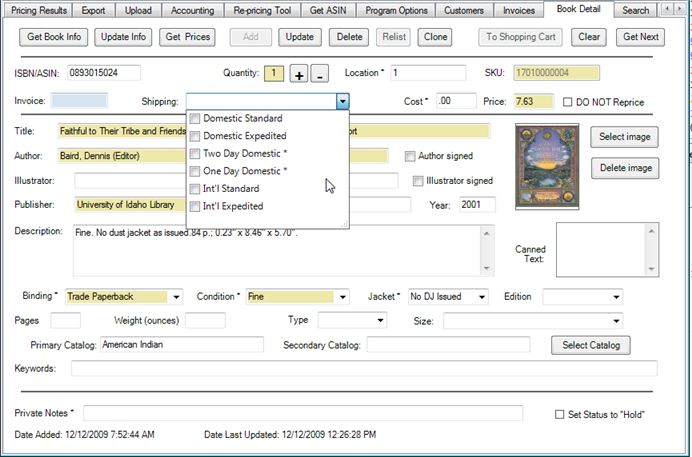 Pricing Results Export Upload Accounting Re-pricing Tool Get ASIN Program Options Customers Invoices Book Detail Search
Get Book Info Update Info Get Prices Add Update Delete Relist Clone To Shopping Cart Clear Get Next
ISBN/ASIN: 0893015024 Quantity: 1 + - Location * 1 SKU: 17010000004
Invoice: Shipping: Cost * .00 Price: 7.63 DO NOT Reprice
Domestic Standard
Domestic Expedited
Two Day Domestic *
One Day Domestic *
Int'l Standard
Int'l Expedited
Title: Faithful to Their Tribe and Friends ort
Select image
Author: Baird, Dennis (Editor) Author signed
Delete image
Illustrator: Illustrator signed
Publisher: University of Idaho Library Year: 2001
Description: Fine. No dust jacket as issued.84 p.; 0.23" x 8.46" x 5.70".
Canned Text:
Binding * Trade Paperback Condition * Fine Jacket * No DJ Issued Edition
Pages Weight (ounces) Type Size:
Primary Catalog: American Indian Secondary Catalog: Select Catalog
Keywords:
Private Notes * Set Status to "Hold"
Date Added: 12/12/2009 7:52:44 AM Date Last Updated: 12/12/2009 12:26:28 PM